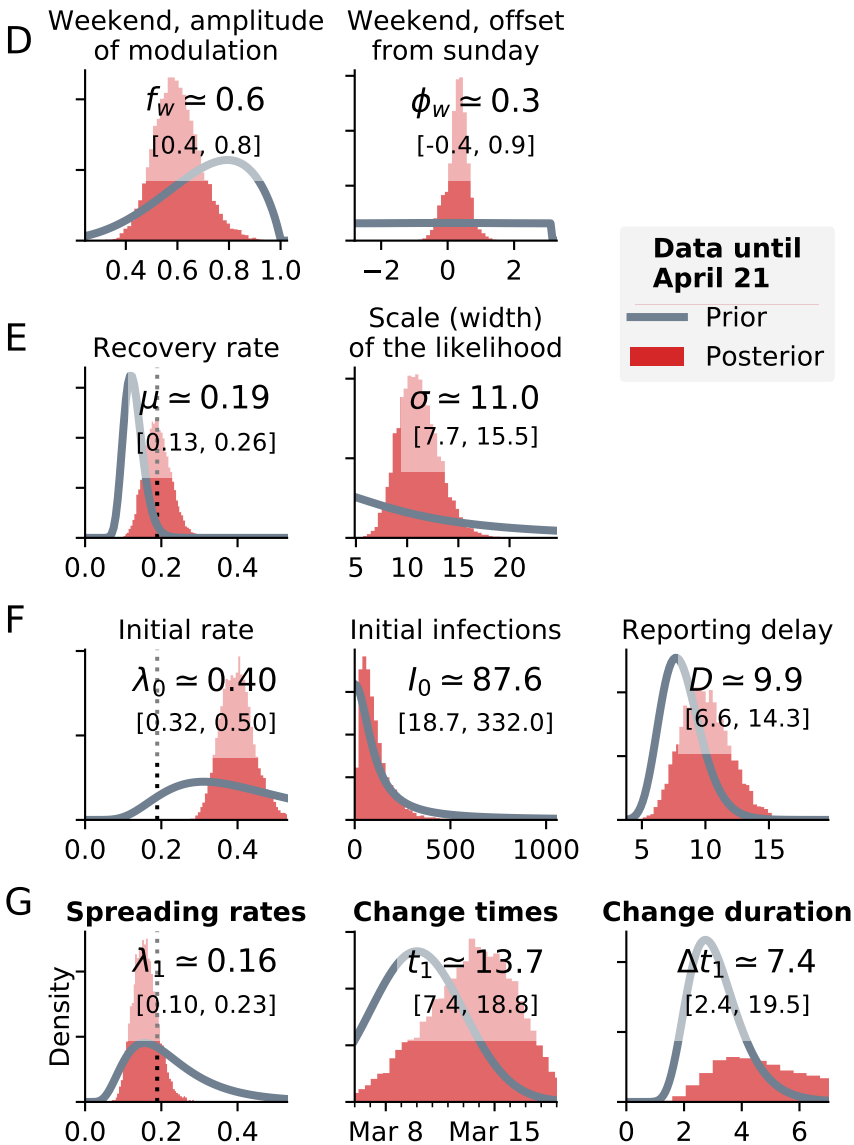 D
Weekend, amplitude
of modulation
f_w ≃ 0.6
[0.4, 0.8]
0.4 0.6 0.8 1.0
Weekend, offset
from sunday
ϕ_w ≃ 0.3
[-0.4, 0.9]
−2 0 2
Data until
April 21
Prior
Posterior
E
Recovery rate
μ ≃ 0.19
[0.13, 0.26]
0.0 0.2 0.4
Scale (width)
of the likelihood
σ ≃ 11.0
[7.7, 15.5]
5 10 15 20
F
Initial rate
λ_0 ≃ 0.40
[0.32, 0.50]
0.0 0.2 0.4
Initial infections
I_0 ≃ 87.6
[18.7, 332.0]
0 500 1000
Reporting delay
D ≃ 9.9
[6.6, 14.3]
5 10 15
G
Spreading rates
λ_1 ≃ 0.16
[0.10, 0.23]
Density
0.0 0.2 0.4
Change times
t_1 ≃ 13.7
[7.4, 18.8]
Mar 8 Mar 15
Change duration
Δt_1 ≃ 7.4
[2.4, 19.5]
0 2 4 6